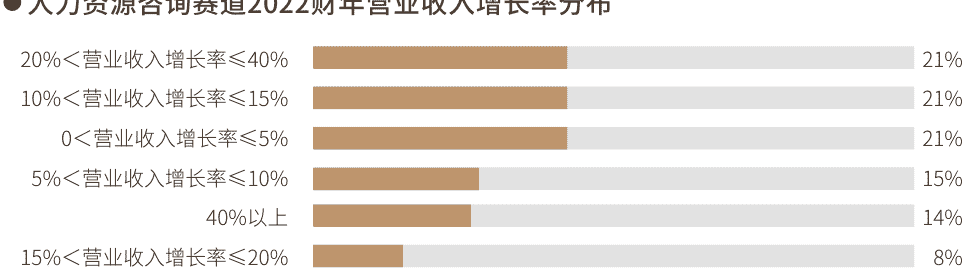 人力资源咨询赛道2022财年营业收入增长率分布
20%＜营业收入增长率≤40% 21%
10%＜营业收入增长率≤15% 21%
0＜营业收入增长率≤5% 21%
5%＜营业收入增长率≤10% 15%
40%以上 14%
15%＜营业收入增长率≤20% 8%